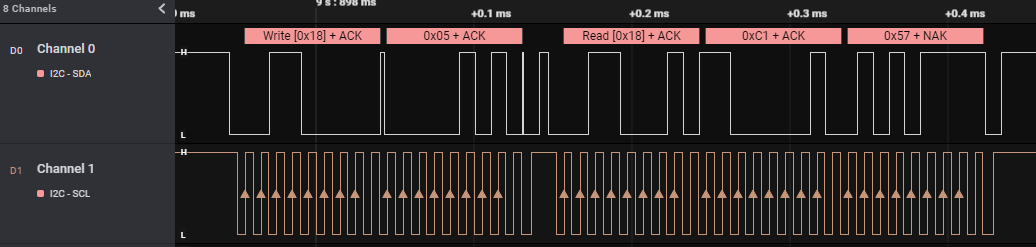 8 Channels
0 ms
9 s : 898 ms
+0.1 ms
+0.2 ms
+0.3 ms
+0.4 ms
Write [0x18] + ACK
0x05 + ACK
Read [0x18] + ACK
0xC1 + ACK
0x57 + NAK
D0
Channel 0
I2C - SDA
H
L
D1
Channel 1
I2C - SCL
H
L